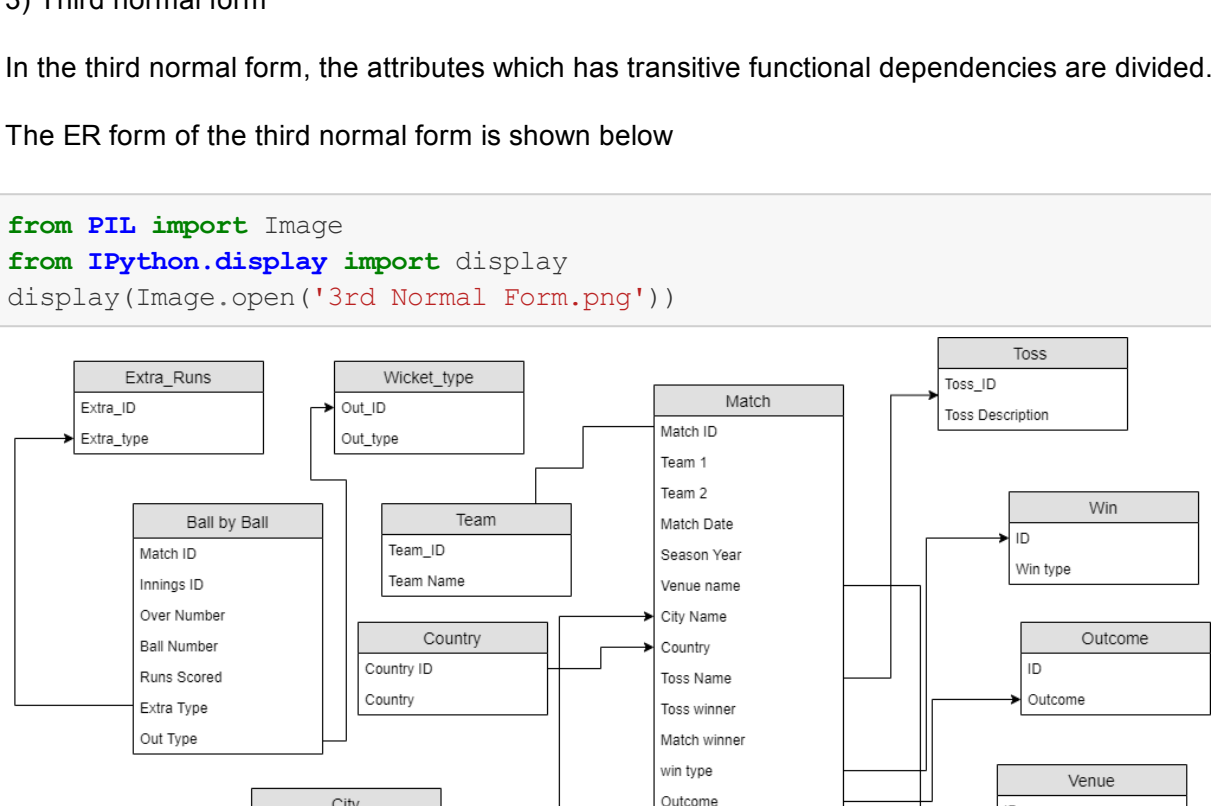 3) Third normal form
In the third normal form, the attributes which has transitive functional dependencies are divided.
The ER form of the third normal form is shown below
from PIL import Image
from IPython.display import display
display(Image.open('3rd Normal Form.png'))
Extra_Runs
Extra_ID
Extra_type
Wicket_type
Out_ID
Out_type
Match
Match ID
Team 1
Team 2
Match Date
Season Year
Venue name
City Name
Country
Toss Name
Toss winner
Match winner
win type
Outcome
Toss
Toss_ID
Toss Description
Ball by Ball
Match ID
Innings ID
Over Number
Ball Number
Runs Scored
Extra Type
Out Type
Team
Team_ID
Team Name
Win
ID
Win type
Country
Country ID
Country
Outcome
ID
Outcome
Venue
City